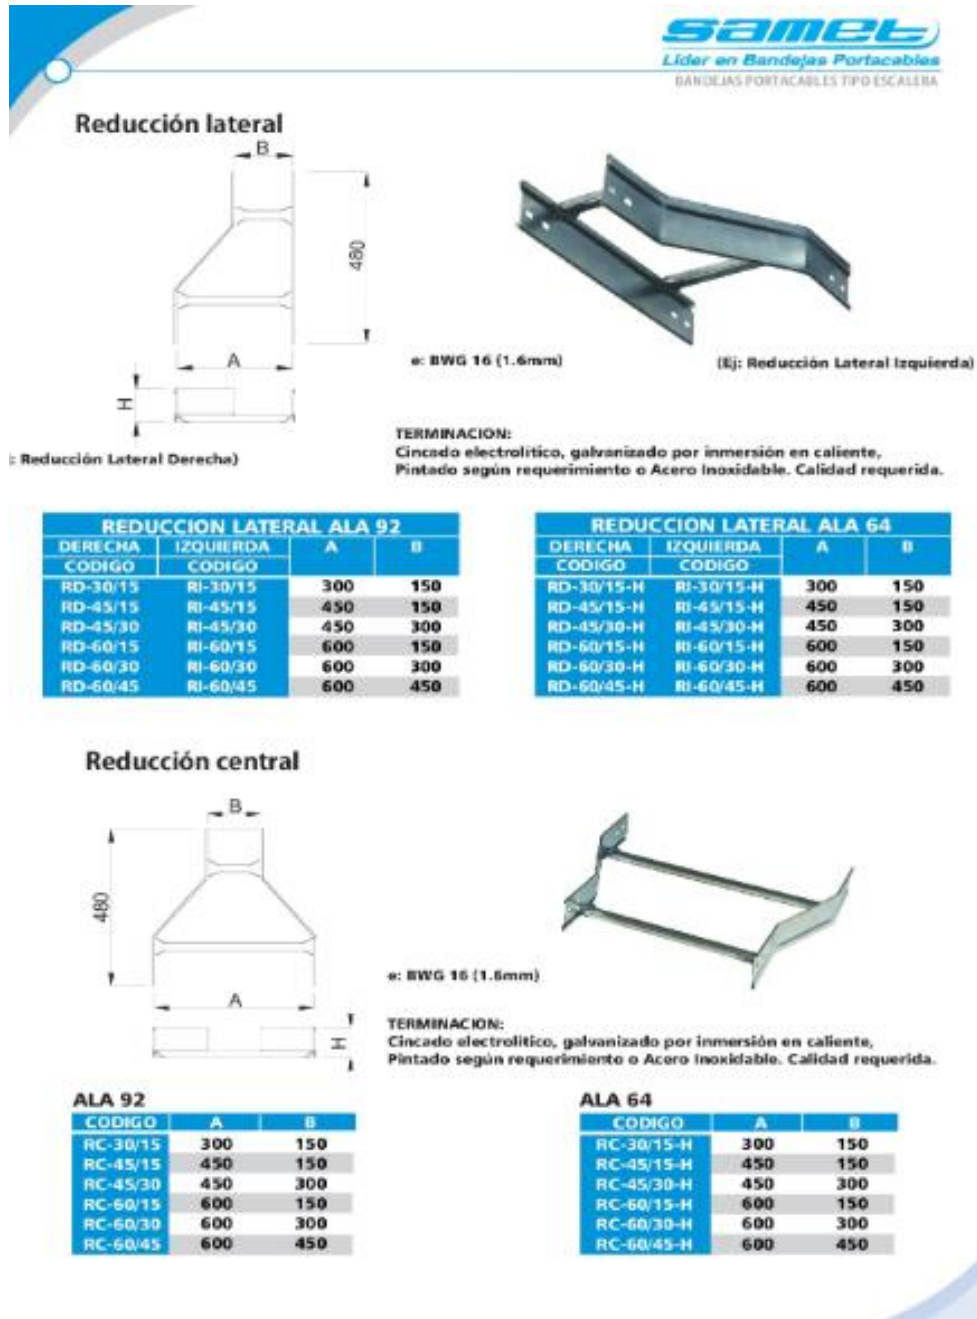 samet
Líder en Bandejas Portacables
BANDEJAS PORTACABLES TIPO ESCALERA
Reducción lateral
B
480
A
H
e: BWG 16 (1.6mm)
(Ej: Reducción Lateral Izquierda)
: Reducción Lateral Derecha)
TERMINACION:
Cincado electrolítico, galvanizado por inmersión en caliente,
Pintado según requerimiento o Acero Inoxidable. Calidad requerida.
REDUCCION LATERAL ALA 92
DERECHA IZQUIERDA A B
CODIGO CODIGO
RD-30/15 RI-30/15 300 150
RD-45/15 RI-45/15 450 150
RD-45/30 RI-45/30 450 300
RD-60/15 RI-60/15 600 150
RD-60/30 RI-60/30 600 300
RD-60/45 RI-60/45 600 450
REDUCCION LATERAL ALA 64
DERECHA IZQUIERDA A B
CODIGO CODIGO
RD-30/15-H RI-30/15-H 300 150
RD-45/15-H RI-45/15-H 450 150
RD-45/30-H RI-45/30-H 450 300
RD-60/15-H RI-60/15-H 600 150
RD-60/30-H RI-60/30-H 600 300
RD-60/45-H RI-60/45-H 600 450
Reducción central
B
480
A
H
e: BWG 16 (1.6mm)
TERMINACION:
Cincado electrolítico, galvanizado por inmersión en caliente,
Pintado según requerimiento o Acero Inoxidable. Calidad requerida.
ALA 92
CODIGO A B
RC-30/15 300 150
RC-45/15 450 150
RC-45/30 450 300
RC-60/15 600 150
RC-60/30 600 300
RC-60/45 600 450
ALA 64
CODIGO A B
RC-30/15-H 300 150
RC-45/15-H 450 150
RC-45/30-H 450 300
RC-60/15-H 600 150
RC-60/30-H 600 300
RC-60/45-H 600 450